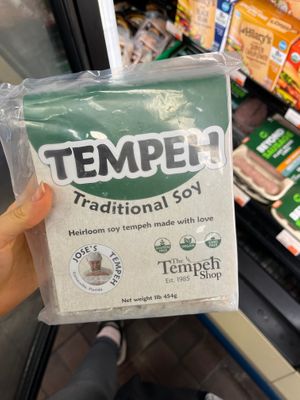 TEMPEH
Traditional Soy
Heirloom soy tempeh made with love
JOSE'S TEMPEH
The
Tempeh
Shop
Est. 1985
Net weight 1lb 454g
BEYOND